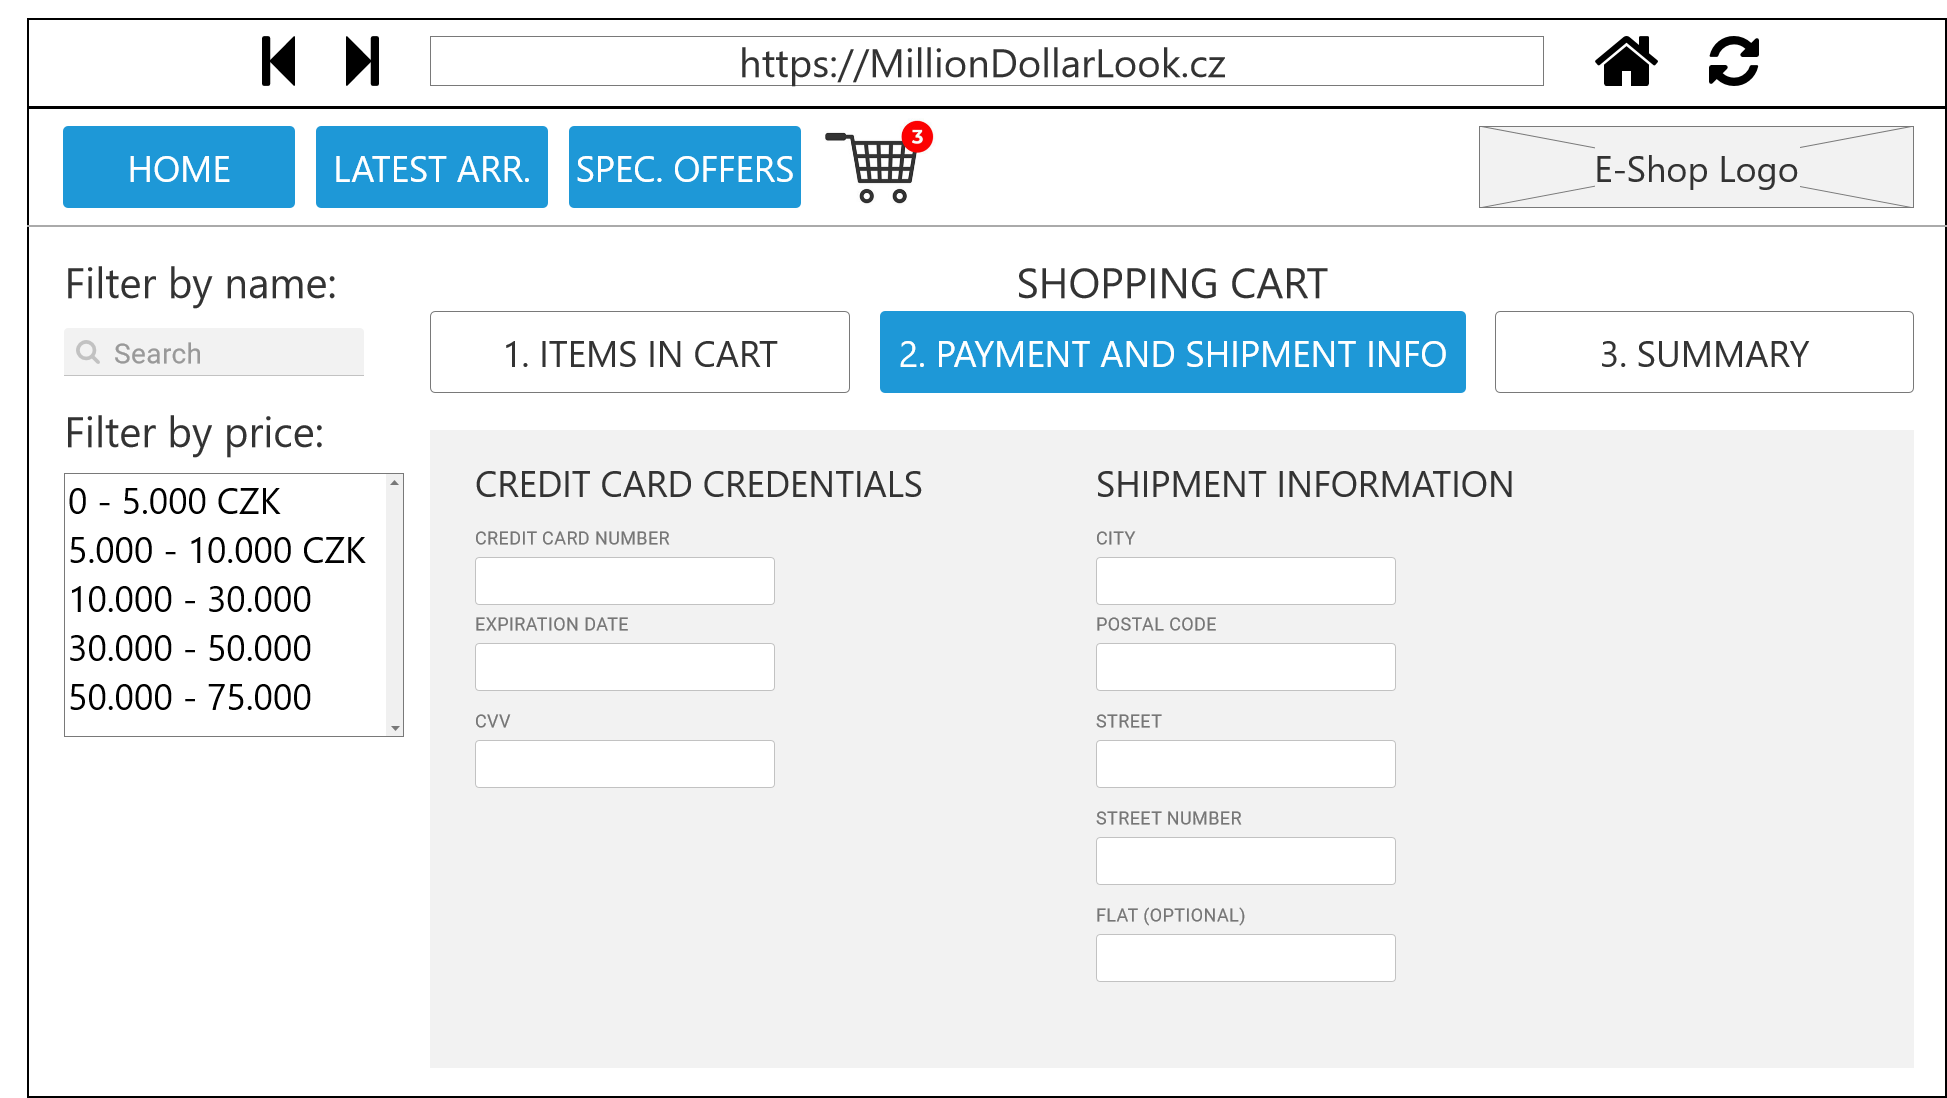 https://MillionDollarLook.cz
HOME
LATEST ARR.
SPEC. OFFERS
3
E-Shop Logo
Filter by name:
Search
Filter by price:
0 - 5.000 CZK
5.000 - 10.000 CZK
10.000 - 30.000
30.000 - 50.000
50.000 - 75.000
SHOPPING CART
1. ITEMS IN CART
2. PAYMENT AND SHIPMENT INFO
3. SUMMARY
CREDIT CARD CREDENTIALS
CREDIT CARD NUMBER
EXPIRATION DATE
CVV
SHIPMENT INFORMATION
CITY
POSTAL CODE
STREET
STREET NUMBER
FLAT (OPTIONAL)